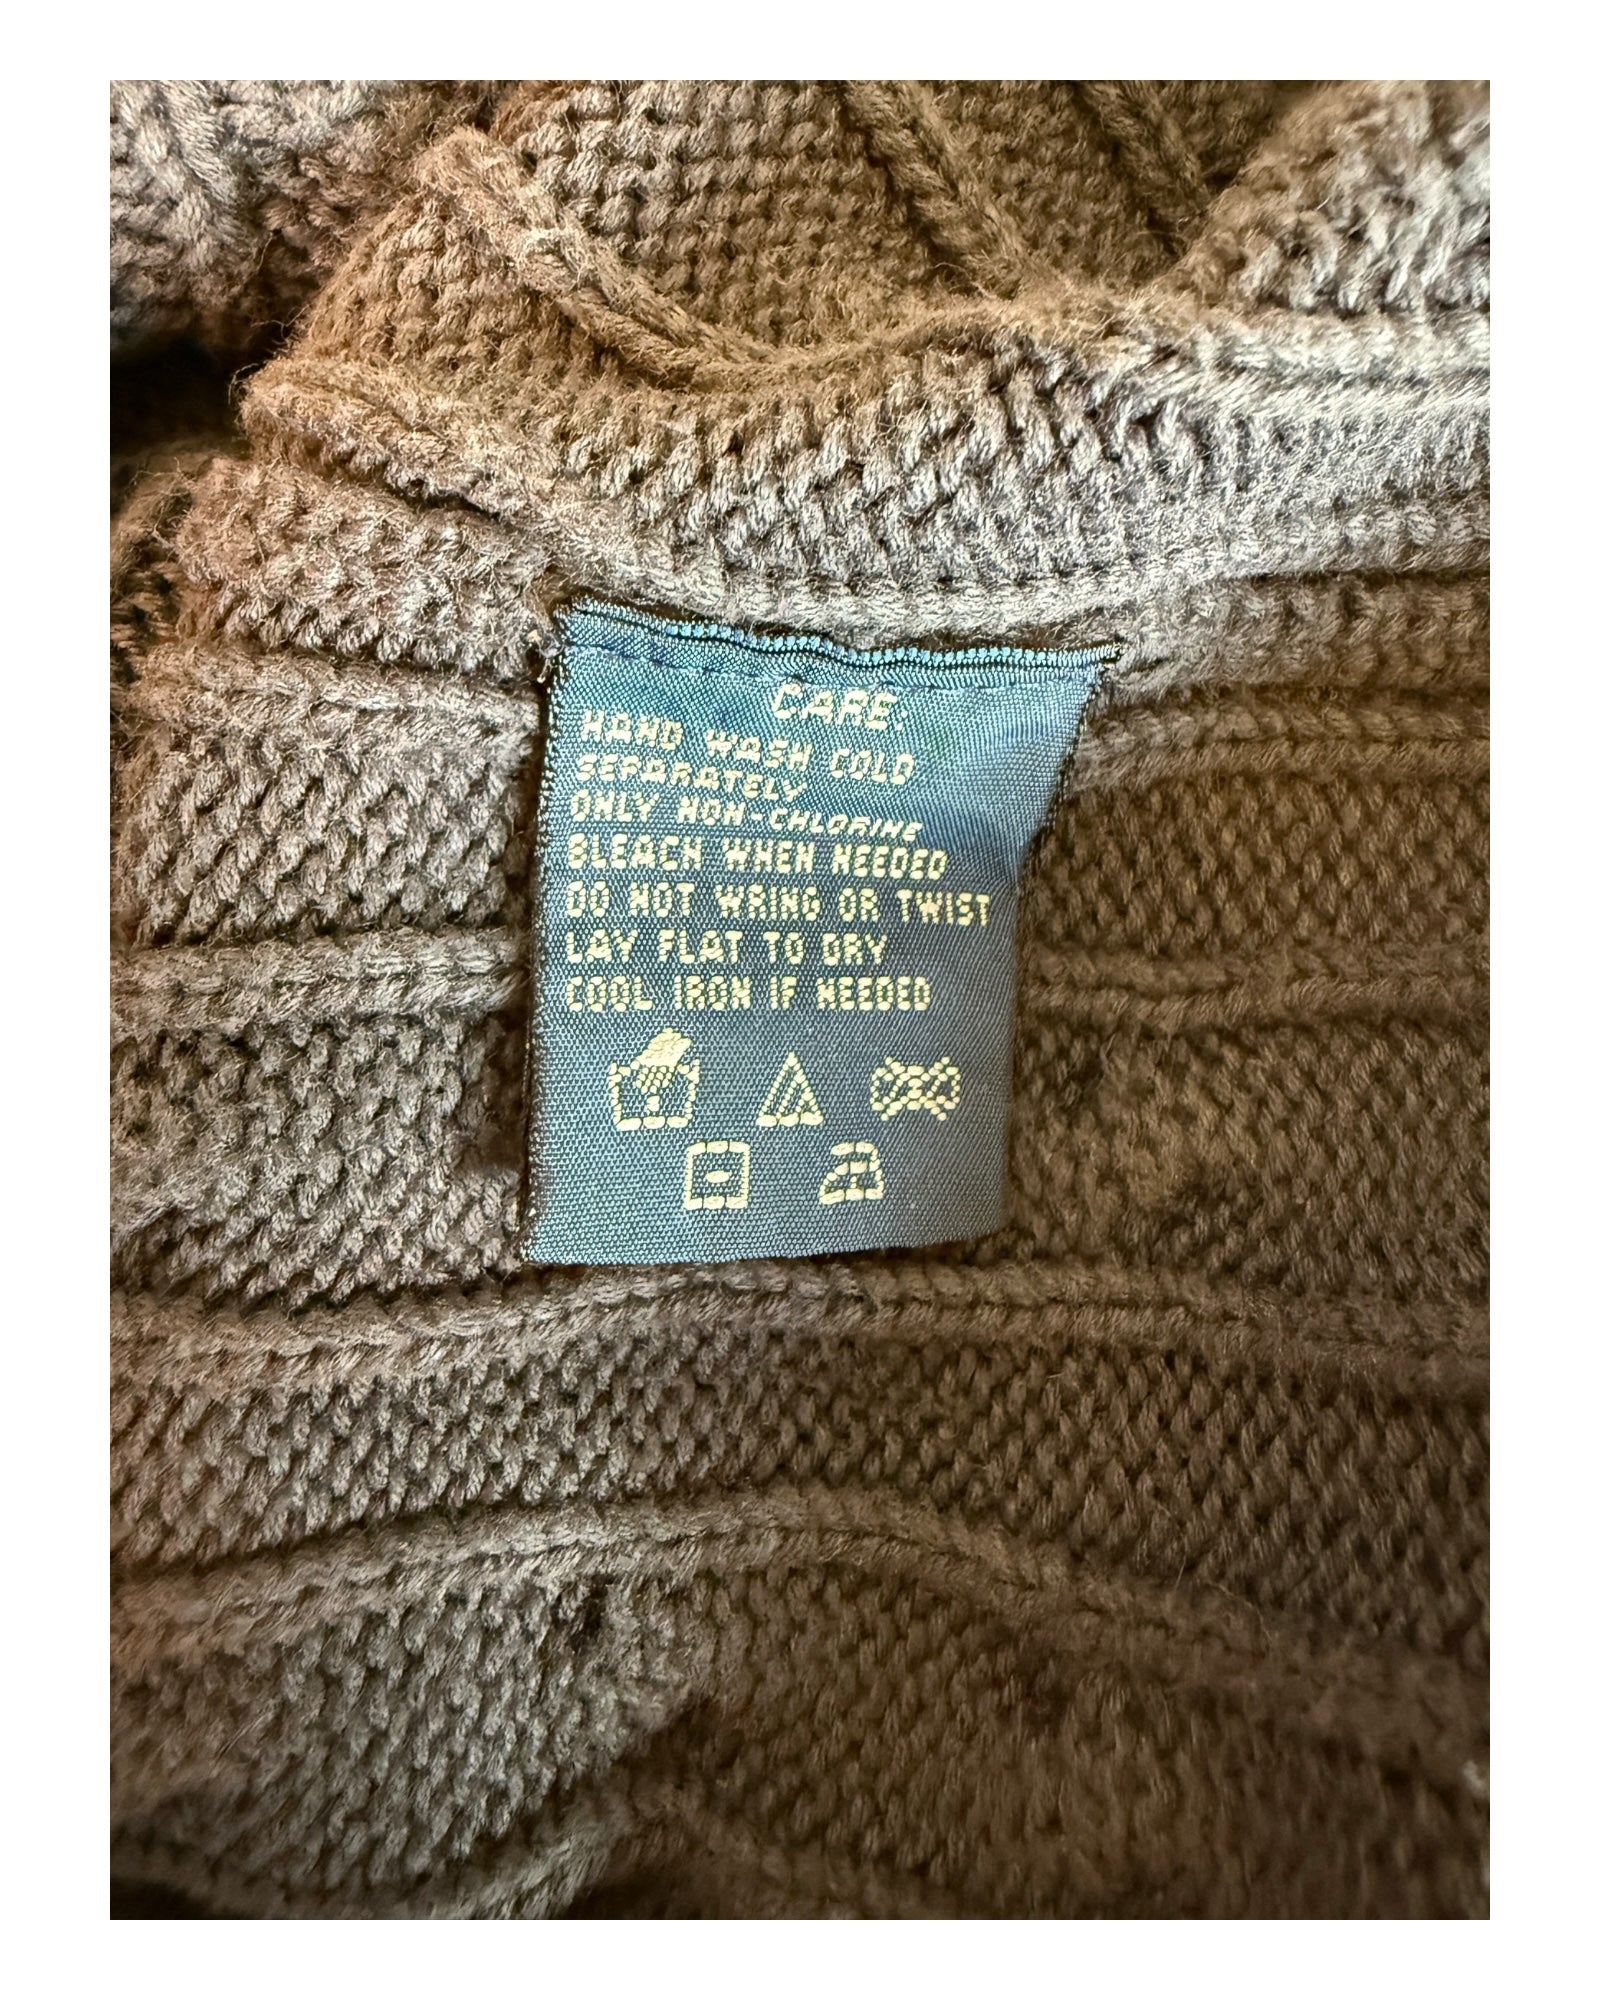 CARE:
HAND WASH COLD
SEPARATELY
ONLY NON-CHLORINE
BLEACH WHEN NEEDED
DO NOT WRING OR TWIST
LAY FLAT TO DRY
COOL IRON IF NEEDED